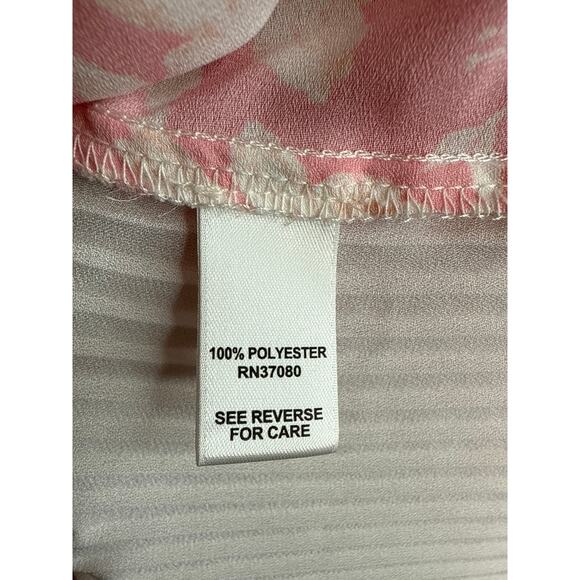 100% POLYESTER
RN37080
SEE REVERSE
FOR CARE